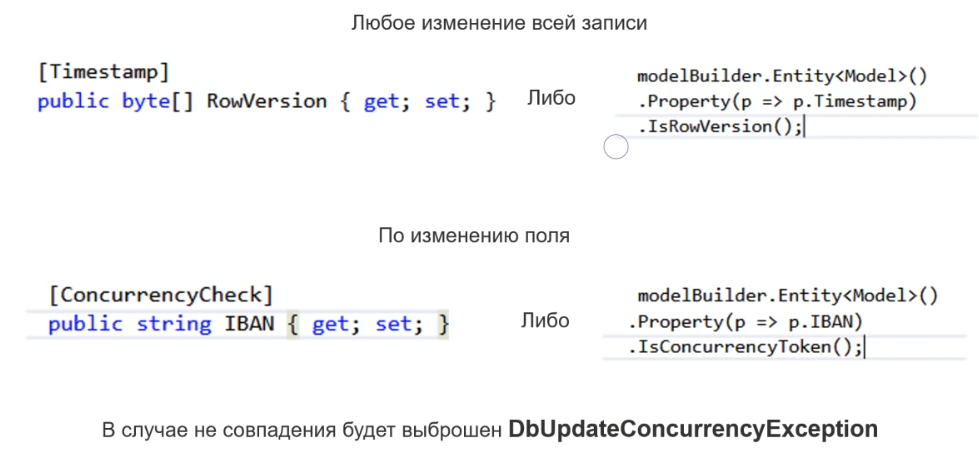 Любое изменение всей записи
[Timestamp]
public byte[] RowVersion { get; set; }
Либо
modelBuilder.Entity<Model>()
.Property(p => p.Timestamp)
.IsRowVersion();
По изменению поля
[ConcurrencyCheck]
public string IBAN { get; set; }
Либо
modelBuilder.Entity<Model>()
.Property(p => p.IBAN)
.IsConcurrencyToken();
В случае не совпадения будет выброшен DbUpdateConcurrencyException